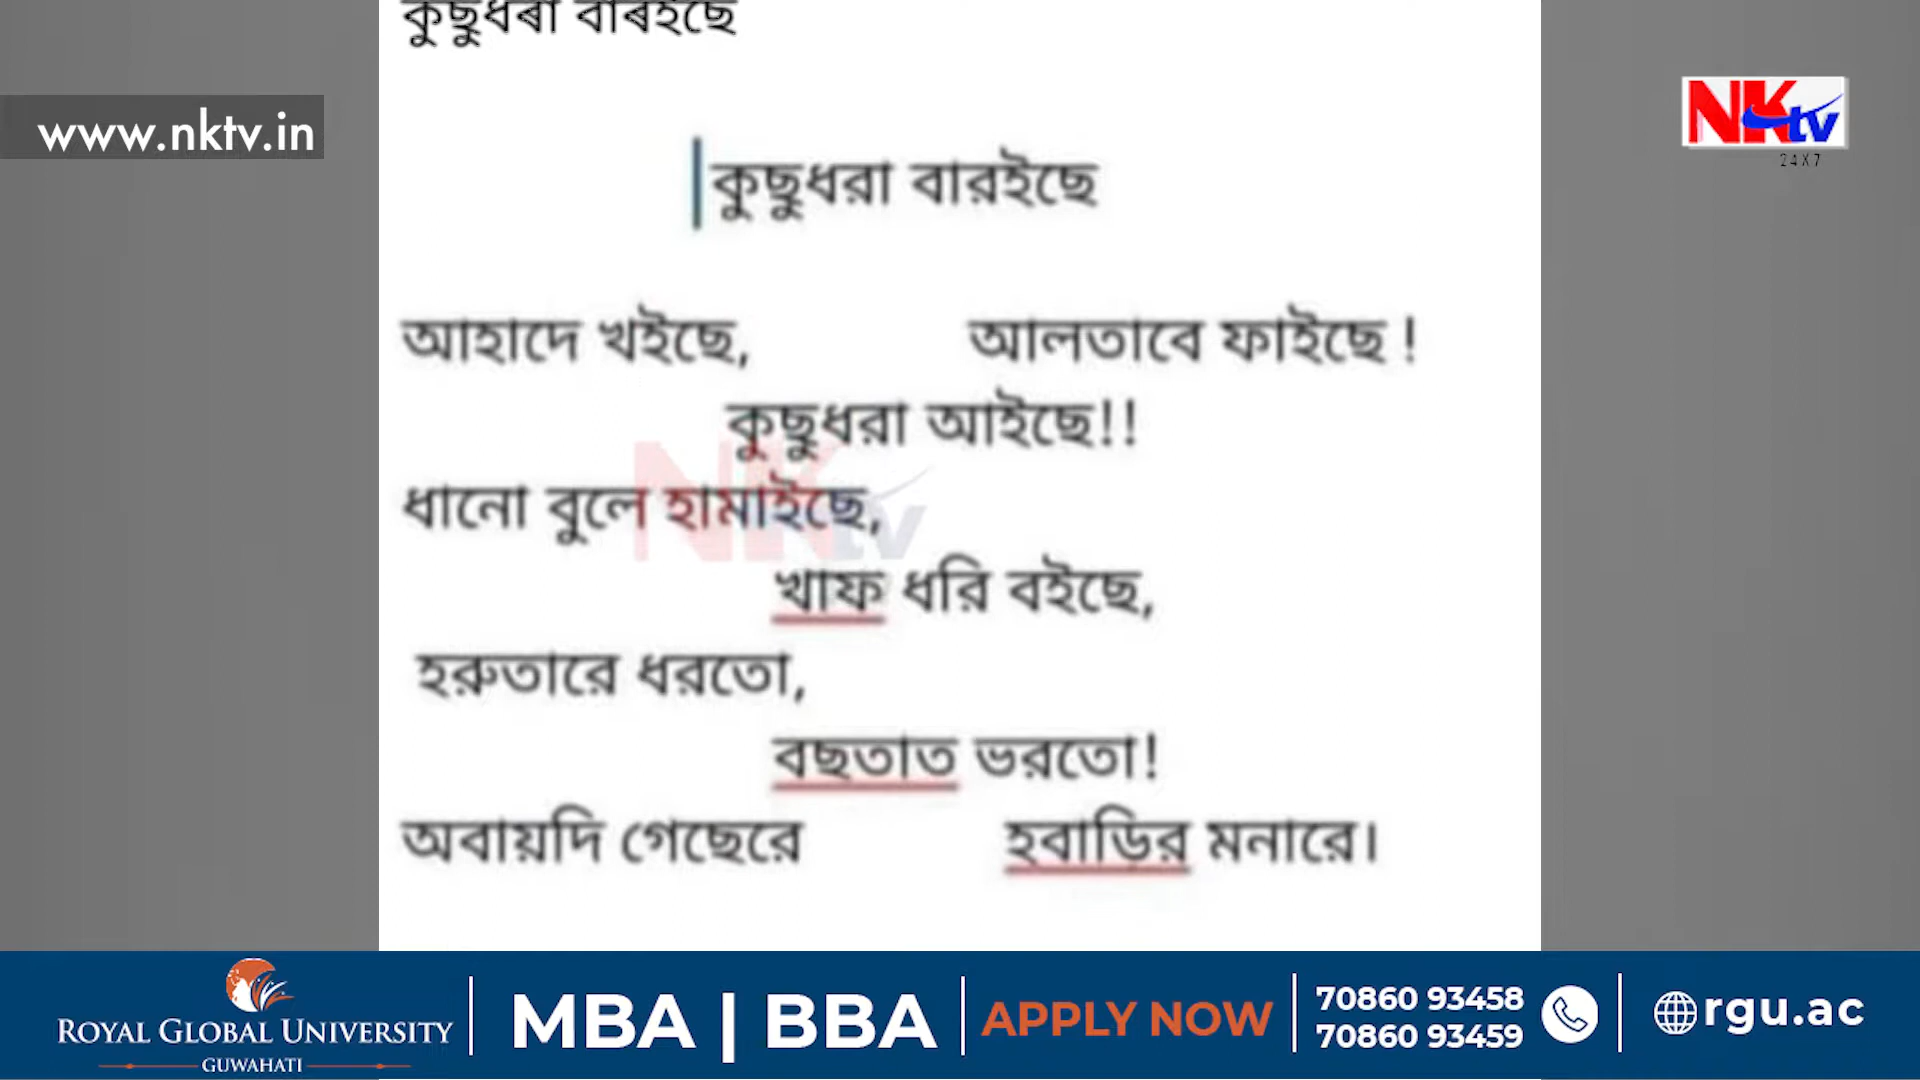 কুছুধৰা বাৰইছে
www.nktv.in
NKtv
24X7
কুছুধরা বারইছে
আহাদে খইছে, আলতাবে ফাইছে !
কুছুধরা আইছে!!
ধানো বুলে হামাইছে,
NKtv
খাফ ধরি বইছে,
হরুতারে ধরতো,
বছতাত ভরতো!
অবায়দি গেছেরে হবাড়ির মনারে।
ROYAL GLOBAL UNIVERSITY
GUWAHATI
MBA | BBA
APPLY NOW
70860 93458
70860 93459
rgu.ac